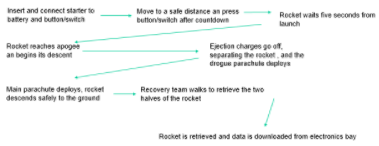 Insert and connect starter to
battery and button/switch
Move to a safe distance an press
button/switch after countdown
Rocket waits five seconds from
launch
Rocket reaches apogee
an begins its descent
Ejection charges go off,
separating the rocket , and the
drogue parachute deploys
Main parachute deploys, rocket
descends safely to the ground
Recovery team walks to retrieve the two
halves of the rocket
Rocket is retrieved and data is downloaded from electronics bay